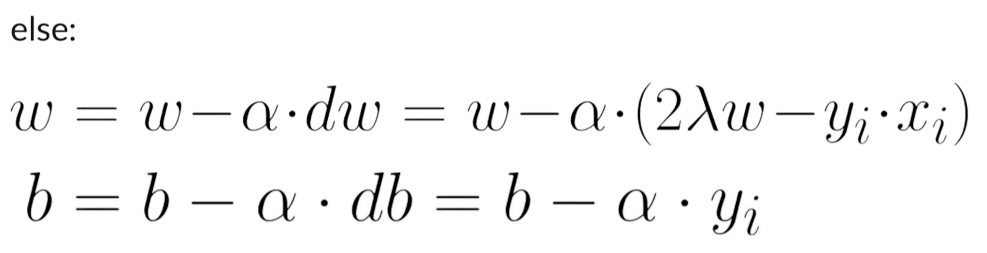 else:
w = w − α · dw = w − α · (2λw − yᵢ · xᵢ)
b = b − α · db = b − α · yᵢ